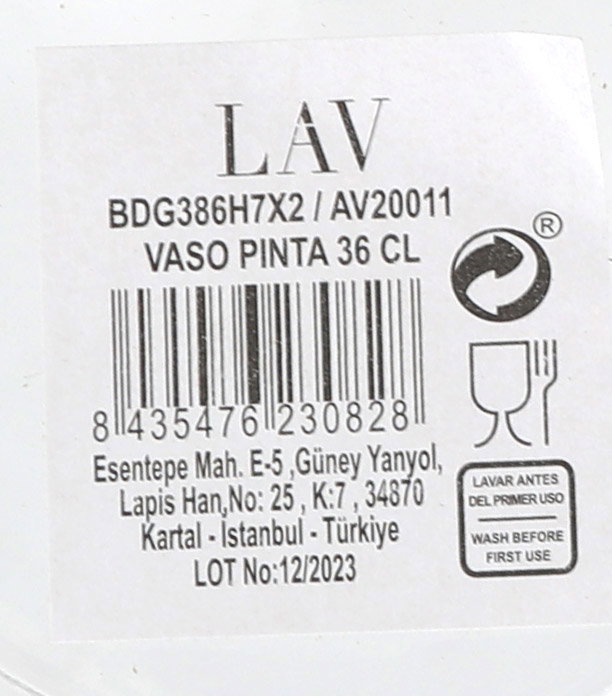 LAV
BDG386H7X2 / AV20011
VASO PINTA 36 CL
®
8 435476 230828
Esentepe Mah. E-5 ,Güney Yanyol,
Lapis Han,No: 25 , K:7 , 34870
Kartal - İstanbul - Türkiye
LOT No:12/2023
LAVAR ANTES
DEL PRIMER USO
WASH BEFORE
FIRST USE